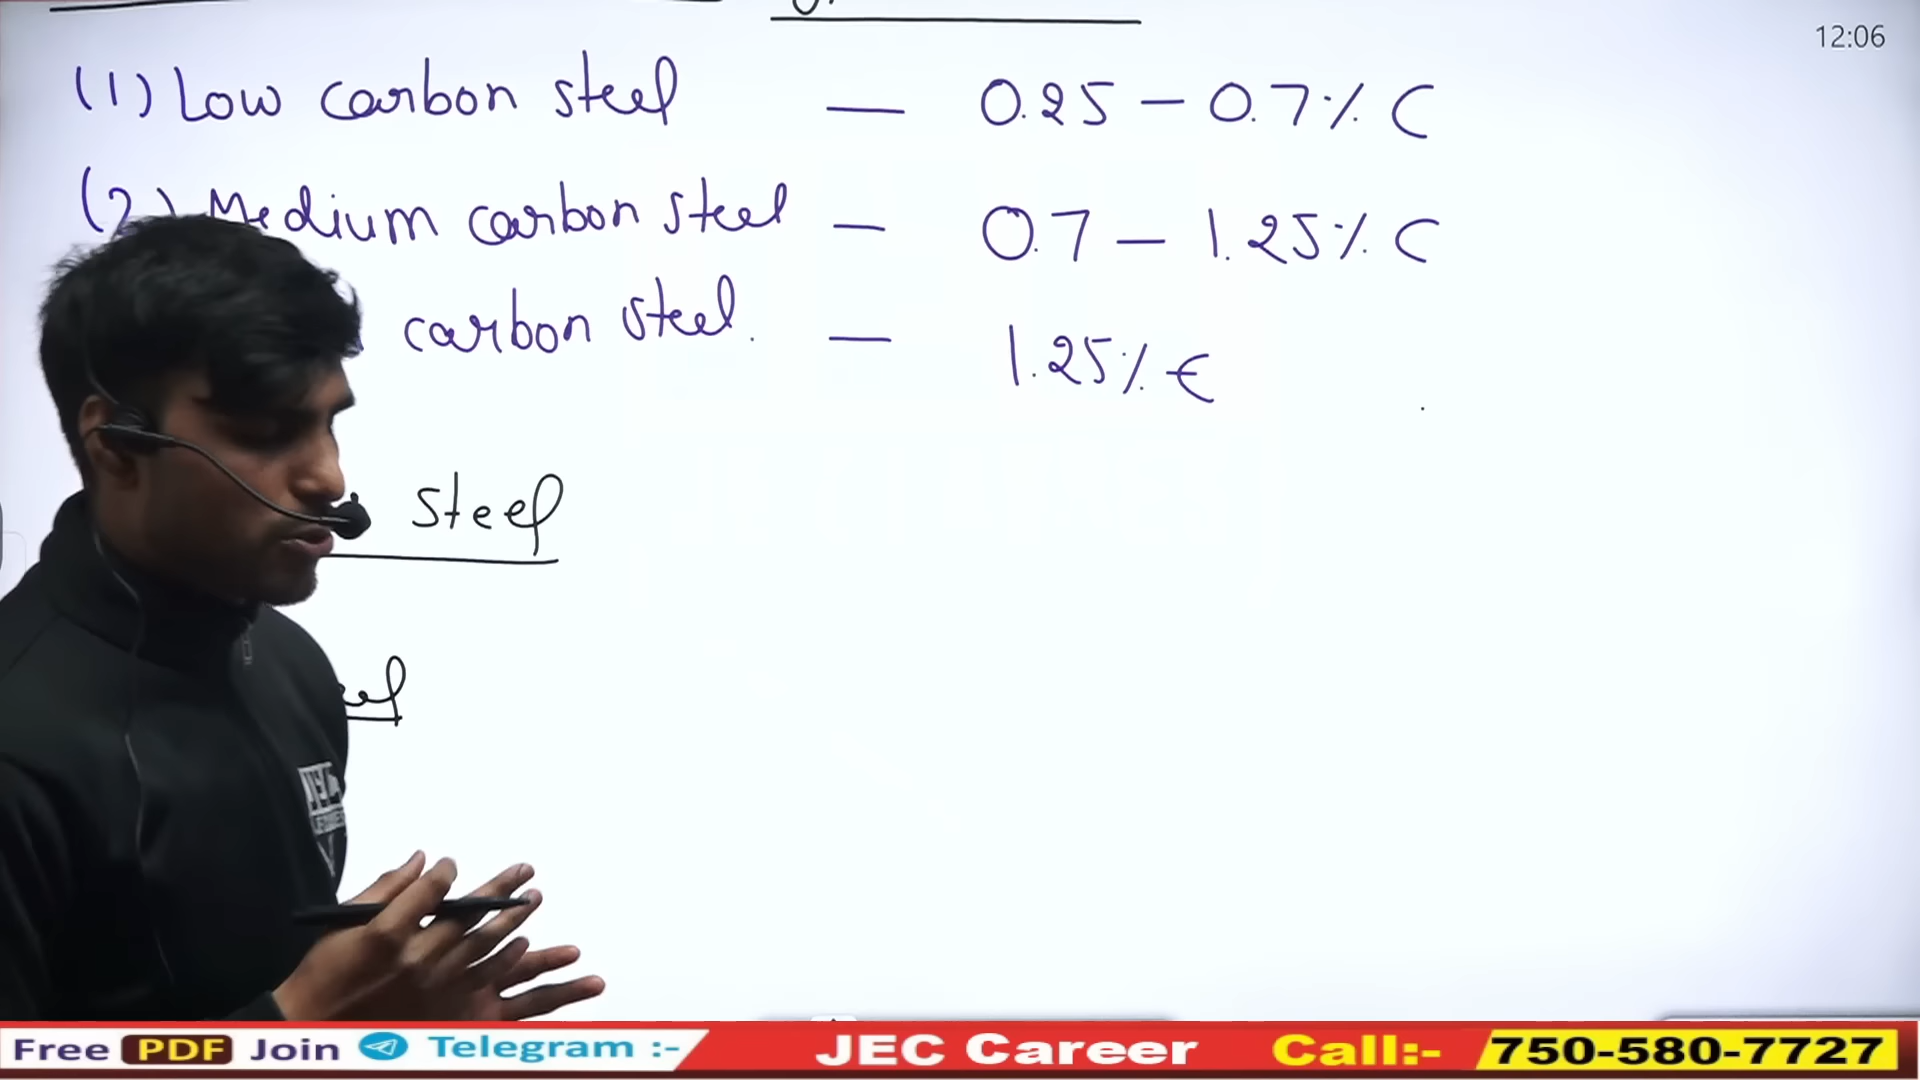 12:06
(1) Low carbon steel — 0.25 – 0.7% C
(2) Medium carbon steel – 0.7 – 1.25% C
carbon steel. — 1.25% C
steel
Free PDF Join Telegram :- JEC Career Call:- 750-580-7727